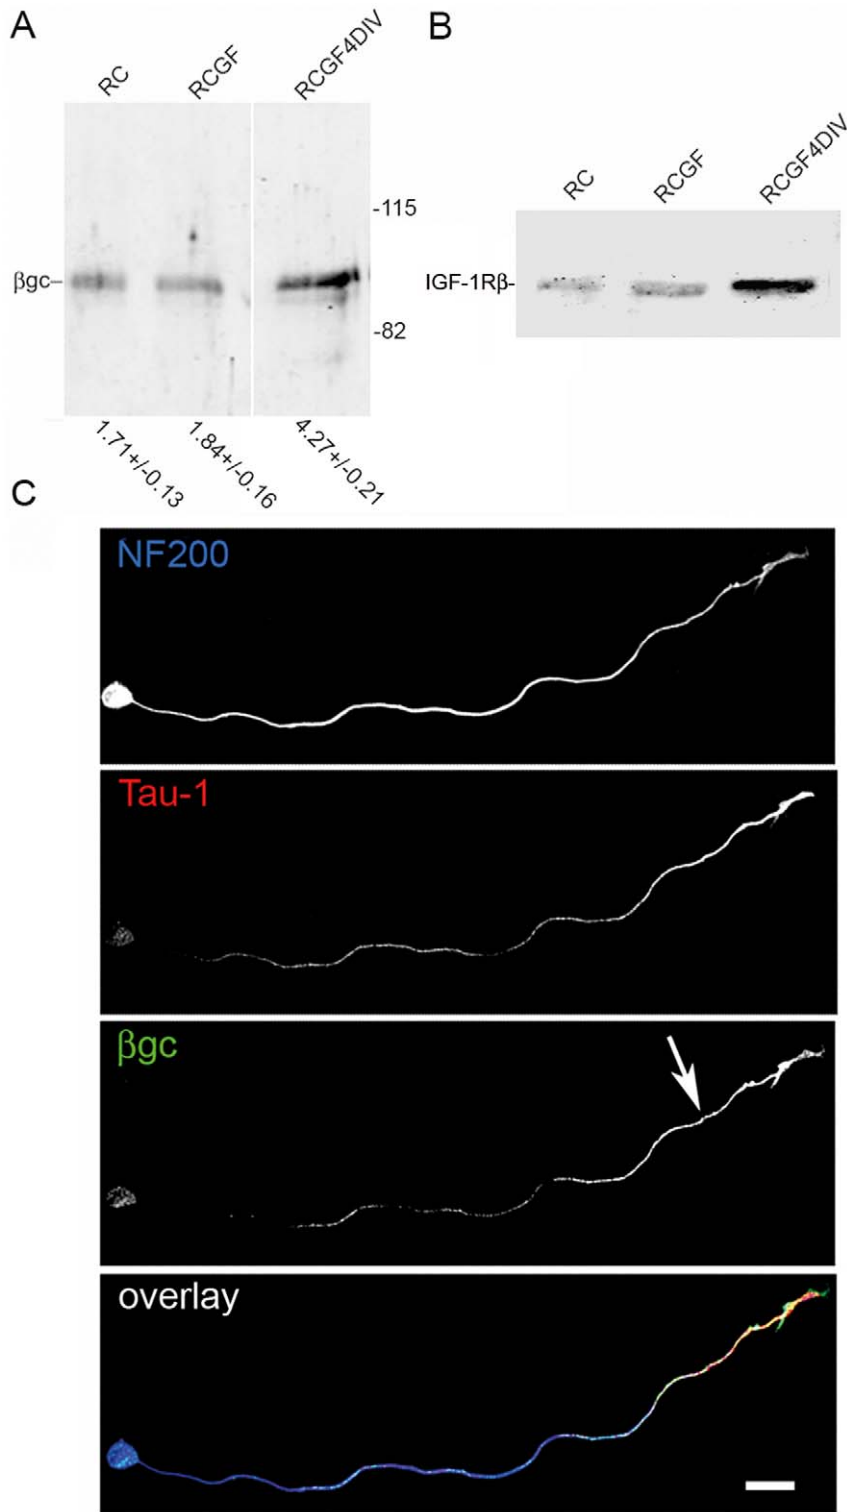 A
RC
RCGF
RCGF4DIV
βgc
-115
-82
1.71+/-0.13
1.84+/-0.16
4.27+/-0.21
B
RC
RCGF
RCGF4DIV
IGF-1Rβ-
C
NF200
Tau-1
βgc
overlay